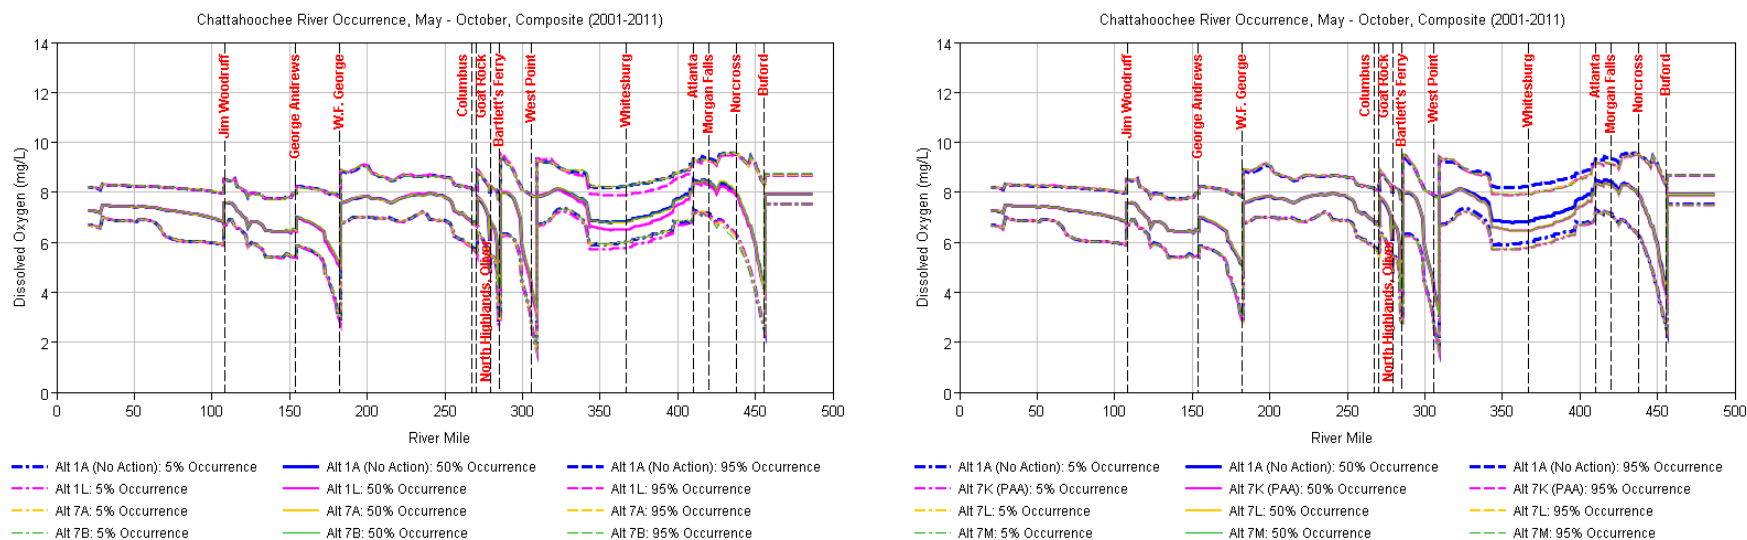 Chattahoochee River Occurrence, May - October, Composite (2001-2011)
Dissolved Oxygen (mg/L)
14
12
10
8
6
4
2
0
Jim Woodruff
George Andrews
W.F. George
Columbus
Goat Rock
North Highlands, Oliver
Bartlett's Ferry
West Point
Whitesburg
Atlanta
Morgan Falls
Norcross
Buford
0 50 100 150 200 250 300 350 400 450 500
River Mile
Alt 1A (No Action): 5% Occurrence Alt 1A (No Action): 50% Occurrence Alt 1A (No Action): 95% Occurrence
Alt 1L: 5% Occurrence Alt 1L: 50% Occurrence Alt 1L: 95% Occurrence
Alt 7A: 5% Occurrence Alt 7A: 50% Occurrence Alt 7A: 95% Occurrence
Alt 7B: 5% Occurrence Alt 7B: 50% Occurrence Alt 7B: 95% Occurrence
Chattahoochee River Occurrence, May - October, Composite (2001-2011)
Dissolved Oxygen (mg/L)
14
12
10
8
6
4
2
0
Jim Woodruff
George Andrews
W.F. George
Columbus
Goat Rock
North Highlands, Oliver
Bartlett's Ferry
West Point
Whitesburg
Atlanta
Morgan Falls
Norcross
Buford
0 50 100 150 200 250 300 350 400 450 500
River Mile
Alt 1A (No Action): 5% Occurrence Alt 1A (No Action): 50% Occurrence Alt 1A (No Action): 95% Occurrence
Alt 7K (PAA): 5% Occurrence Alt 7K (PAA): 50% Occurrence Alt 7K (PAA): 95% Occurrence
Alt 7L: 5% Occurrence Alt 7L: 50% Occurrence Alt 7L: 95% Occurrence
Alt 7M: 5% Occurrence Alt 7M: 50% Occurrence Alt 7M: 95% Occurrence